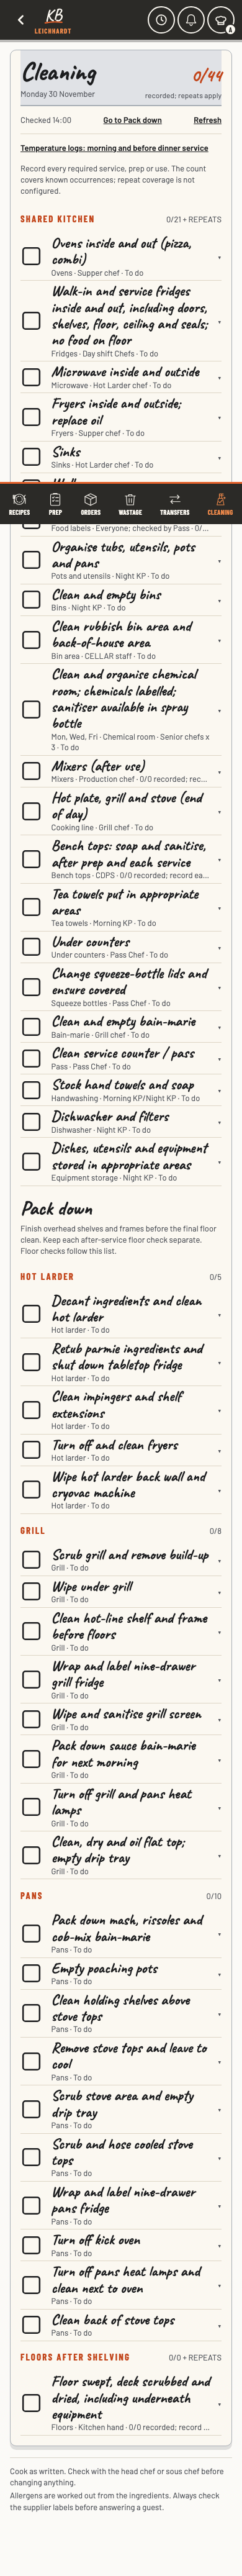 KB
LEICHHARDT
Cleaning
0/44
Monday 30 November
recorded; repeats apply
Checked 14:00
Go to Pack down
Refresh
Temperature logs: morning and before dinner service
Record every required service, prep or use. The count
covers known occurrences; repeat coverage is not
configured.
SHARED KITCHEN
0/21 + REPEATS
Ovens inside and out (pizza,
combi)
Ovens · Supper chef · To do
Walk-in and service fridges
inside and out, including doors,
shelves, floor, ceiling and seals;
no food on floor
Fridges · Day shift Chefs · To do
Microwave inside and outside
Microwave · Hot Larder chef · To do
Fryers inside and outside;
replace oil
Fryers · Supper chef · To do
Sinks
Sinks · Hot Larder chef · To do
RECIPES
PREP
ORDERS
WASTAGE
TRANSFERS
CLEANING
Food labels · Everyone; checked by Pass · 0/...
Organise tubs, utensils, pots
and pans
Pots and utensils · Night KP · To do
Clean and empty bins
Bins · Night KP · To do
Clean rubbish bin area and
back-of-house area
Bin area · CELLAR staff · To do
Clean and organise chemical
room; chemicals labelled;
sanitiser available in spray
bottle
Mon, Wed, Fri · Chemical room · Senior chefs x
3 · To do
Mixers (after use)
Mixers · Production chef · 0/0 recorded; rec...
Hot plate, grill and stove (end
of day)
Cooking line · Grill chef · To do
Bench tops: soap and sanitise,
after prep and each service
Bench tops · CDPS · 0/0 recorded; record ea...
Tea towels put in appropriate
areas
Tea towels · Morning KP · To do
Under counters
Under counters · Pass Chef · To do
Change squeeze-bottle lids and
ensure covered
Squeeze bottles · Pass Chef · To do
Clean and empty bain-marie
Bain-marie · Grill chef · To do
Clean service counter / pass
Pass · Pass Chef · To do
Stock hand towels and soap
Handwashing · Morning KP/Night KP · To do
Dishwasher and filters
Dishwasher · Night KP · To do
Dishes, utensils and equipment
stored in appropriate areas
Equipment storage · Night KP · To do
Pack down
Finish overhead shelves and frames before the final floor
clean. Keep each after-service floor check separate.
Floor checks follow this list.
HOT LARDER
0/5
Decant ingredients and clean
hot larder
Hot larder · To do
Retub parmie ingredients and
shut down tabletop fridge
Hot larder · To do
Clean impingers and shelf
extensions
Hot larder · To do
Turn off and clean fryers
Hot larder · To do
Wipe hot larder back wall and
cryovac machine
Hot larder · To do
GRILL
0/8
Scrub grill and remove build-up
Grill · To do
Wipe under grill
Grill · To do
Clean hot-line shelf and frame
before floors
Grill · To do
Wrap and label nine-drawer
grill fridge
Grill · To do
Wipe and sanitise grill screen
Grill · To do
Pack down sauce bain-marie
for next morning
Grill · To do
Turn off grill and pans heat
lamps
Grill · To do
Clean, dry and oil flat top;
empty drip tray
Grill · To do
PANS
0/10
Pack down mash, rissoles and
cob-mix bain-marie
Pans · To do
Empty poaching pots
Pans · To do
Clean holding shelves above
stove tops
Pans · To do
Remove stove tops and leave to
cool
Pans · To do
Scrub stove area and empty
drip tray
Pans · To do
Scrub and hose cooled stove
tops
Pans · To do
Wrap and label nine-drawer
pans fridge
Pans · To do
Turn off kick oven
Pans · To do
Turn off pans heat lamps and
clean next to oven
Pans · To do
Clean back of stove tops
Pans · To do
FLOORS AFTER SHELVING
0/0 + REPEATS
Floor swept, deck scrubbed and
dried, including underneath
equipment
Floors · Kitchen hand · 0/0 recorded; record ...
Cook as written. Check with the head chef or sous chef before
changing anything.
Allergens are worked out from the ingredients. Always check
the supplier labels before answering a guest.